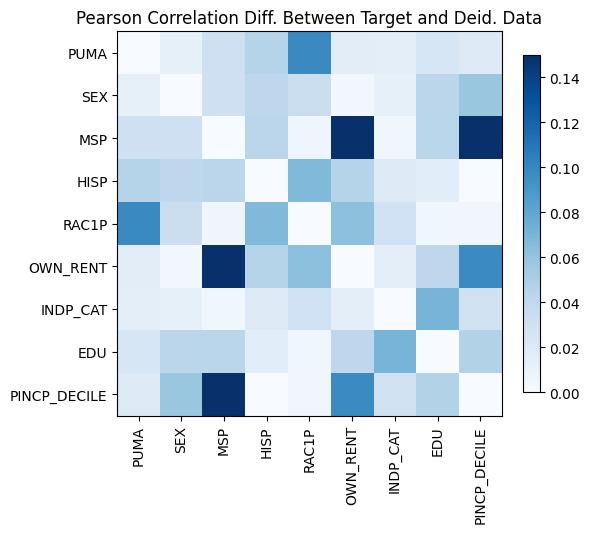 Pearson Correlation Diff. Between Target and Deid. Data
PUMA
SEX
MSP
HISP
RAC1P
OWN_RENT
INDP_CAT
EDU
PINCP_DECILE
PUMA
SEX
MSP
HISP
RAC1P
OWN_RENT
INDP_CAT
EDU
PINCP_DECILE
0.14
0.12
0.10
0.08
0.06
0.04
0.02
0.00